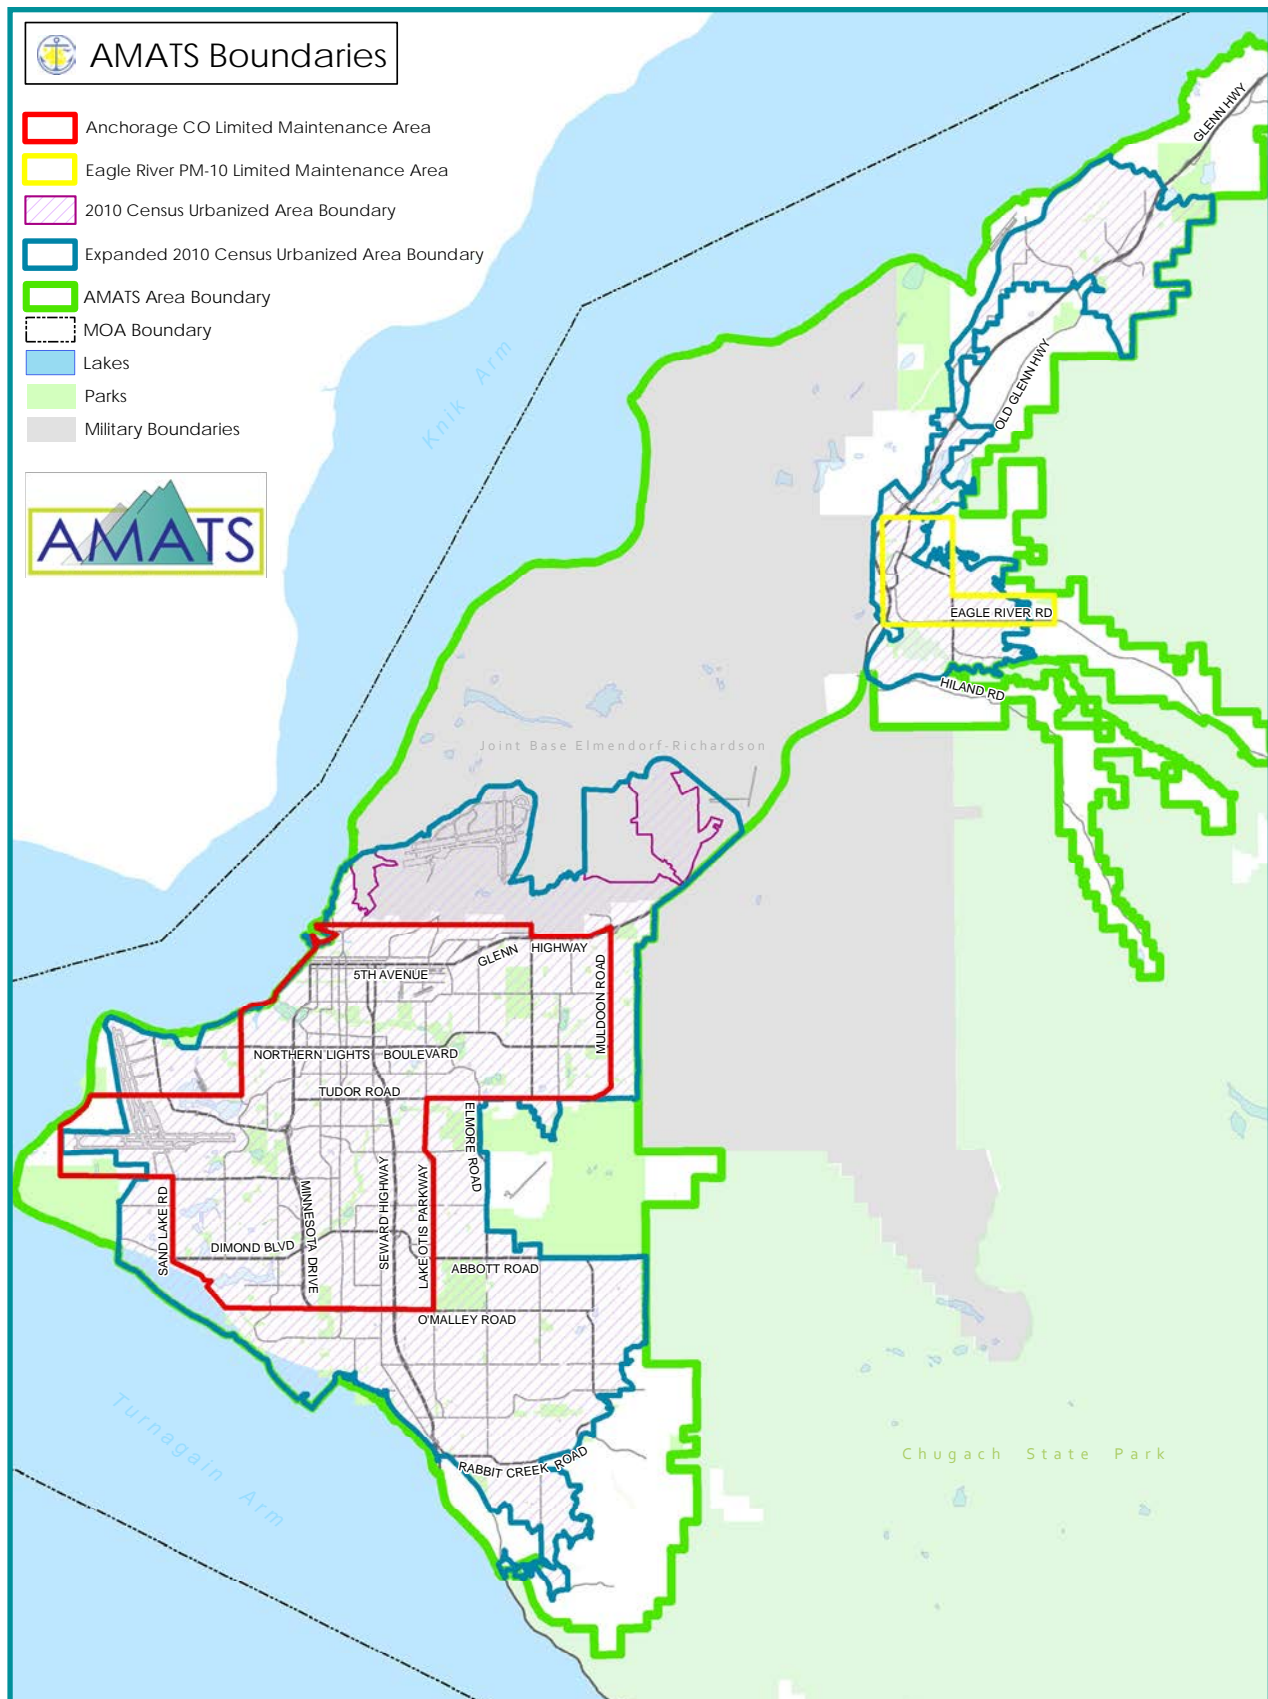 AMATS Boundaries
Anchorage CO Limited Maintenance Area
Eagle River PM-10 Limited Maintenance Area
2010 Census Urbanized Area Boundary
Expanded 2010 Census Urbanized Area Boundary
AMATS Area Boundary
MOA Boundary
Lakes
Parks
Military Boundaries
AMATS
GLENN HWY
Knik Arm
OLD GLENN HWY
EAGLE RIVER RD
HILAND RD
Joint Base Elmendorf-Richardson
GLENN HIGHWAY
5TH AVENUE
MULDOON ROAD
NORTHERN LIGHTS BOULEVARD
TUDOR ROAD
ELMORE ROAD
SAND LAKE RD
MINNESOTA DRIVE
SEWARD HIGHWAY
LAKE OTIS PARKWAY
DIMOND BLVD
ABBOTT ROAD
O'MALLEY ROAD
Turnagain Arm
RABBIT CREEK ROAD
Chugach State Park